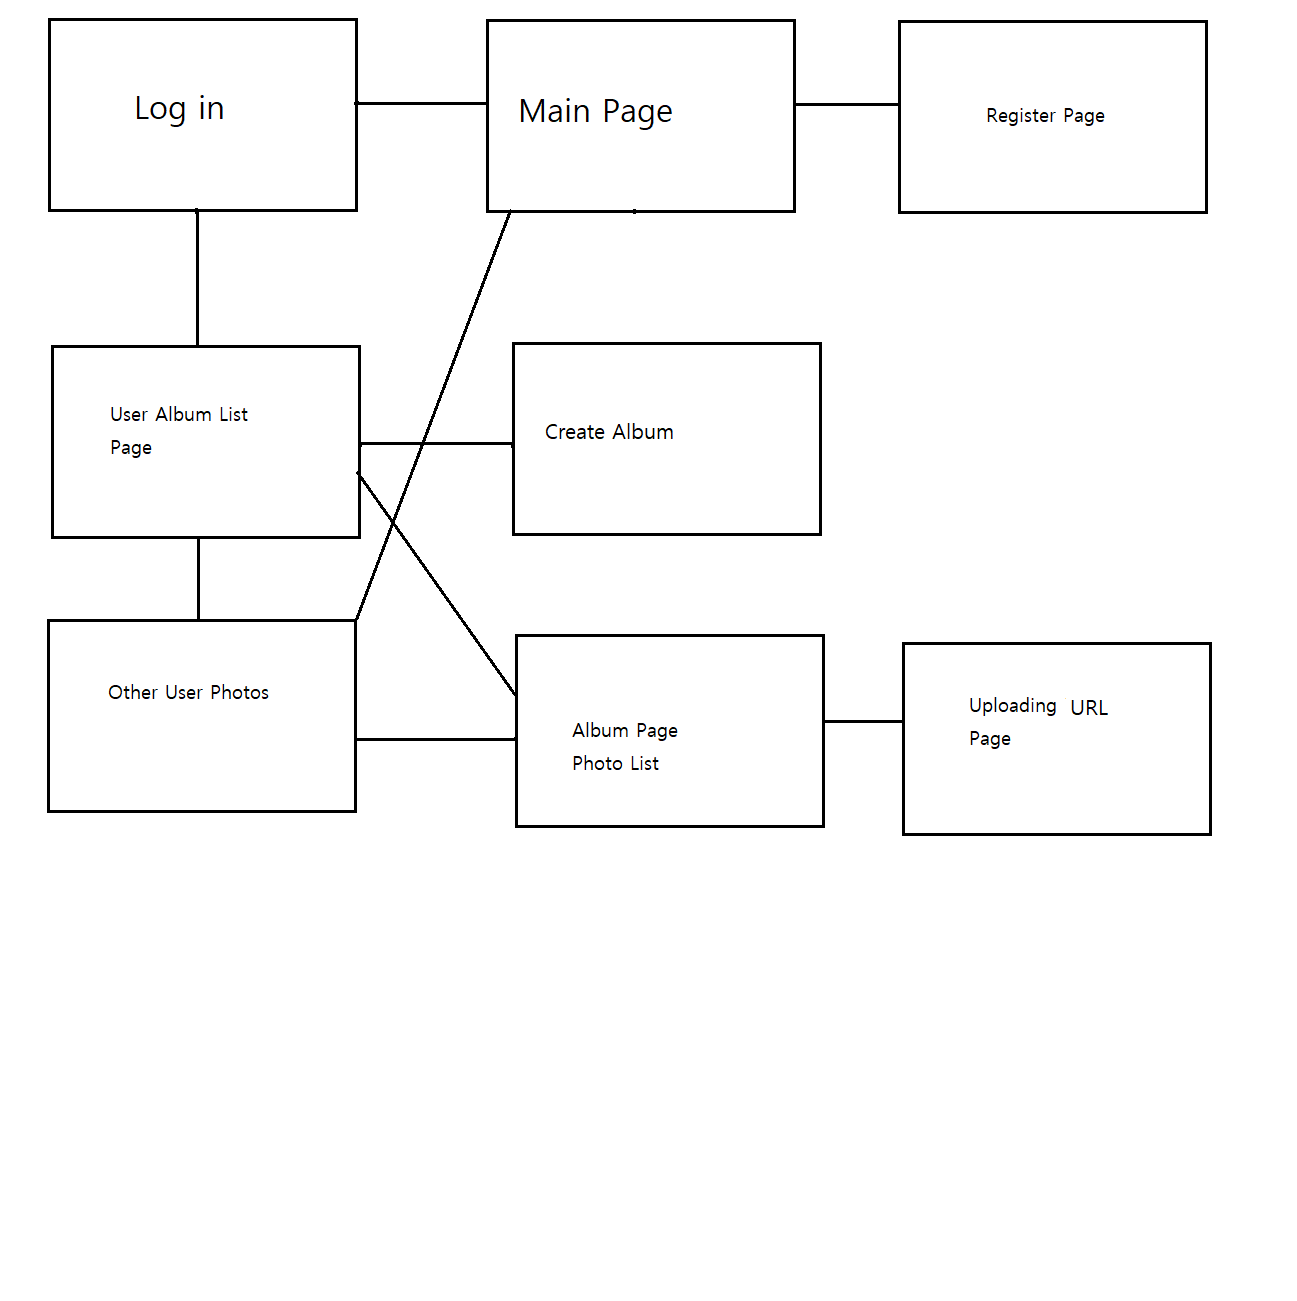 Log in
Main Page
Register Page
User Album List
Page
Create Album
Other User Photos
Album Page
Photo List
Uploading URL
Page